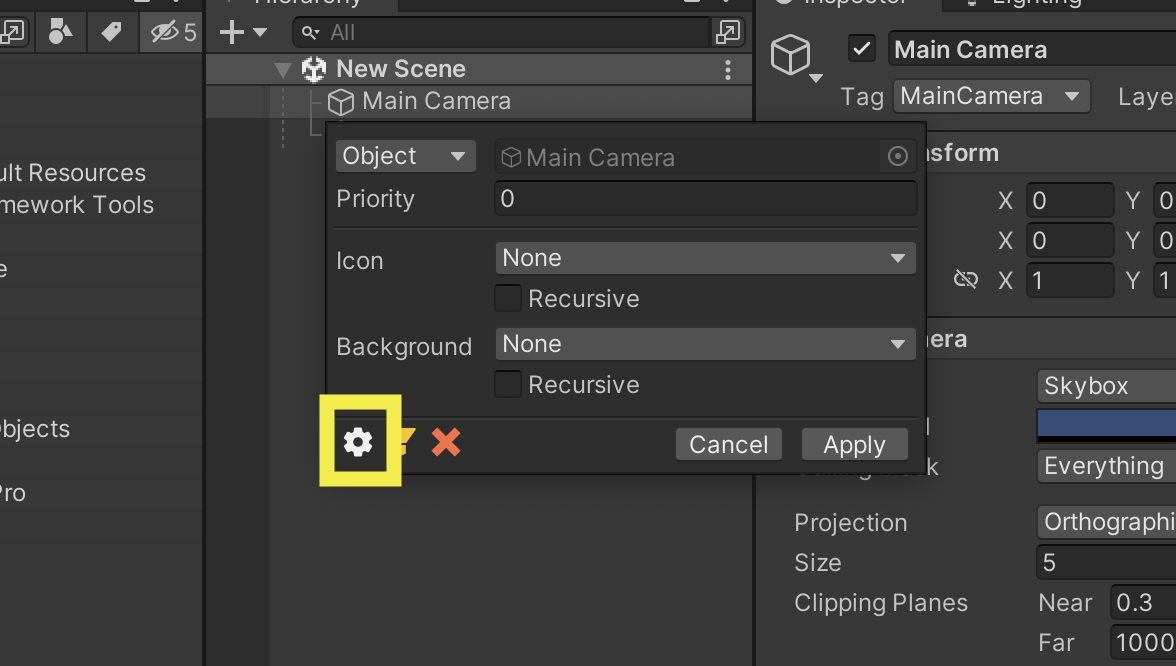 Hierarchy
Inspector
Lighting
5
All
New Scene
Main Camera
Main Camera
Tag
MainCamera
Laye
ult Resources
mework Tools
e
bjects
Pro
Object
Main Camera
Priority
0
Icon
None
Recursive
Background
None
Recursive
Cancel
Apply
nsform
X 0 Y 0
X 0 Y 0
X 1 Y 1
era
Skybox
d
k
Everything
Projection
Orthographi
Size
5
Clipping Planes
Near
0.3
Far
1000